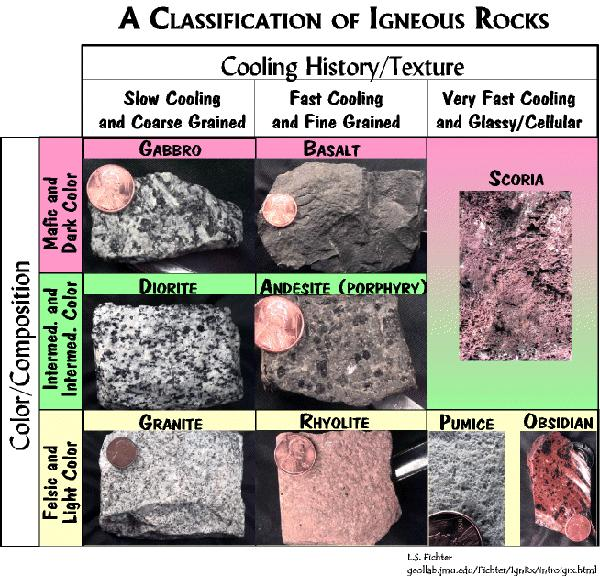 A Classification of Igneous Rocks
Cooling History/Texture
Slow Cooling
and Coarse Grained
Fast Cooling
and Fine Grained
Very Fast Cooling
and Glassy/Cellular
Color/Composition
Mafic and
Dark Color
Gabbro
Basalt
Scoria
Intermed. and
Intermed. Color
Diorite
Andesite (porphyry)
Felsic and
Light Color
Granite
Rhyolite
Pumice
Obsidian
L.S. Fichter
geollab.jmu.edu/Fichter/IgnRx/Introigrx.html